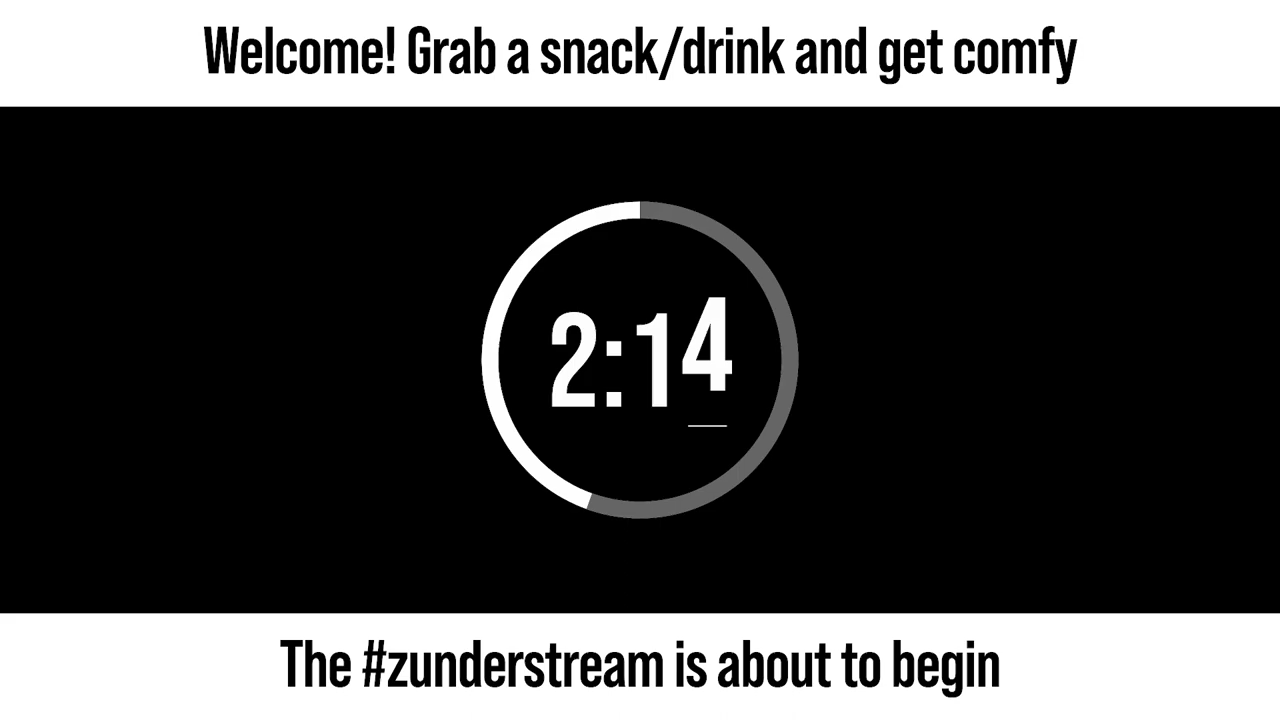 Welcome! Grab a snack/drink and get comfy
2:14
The #zunderstream is about to begin